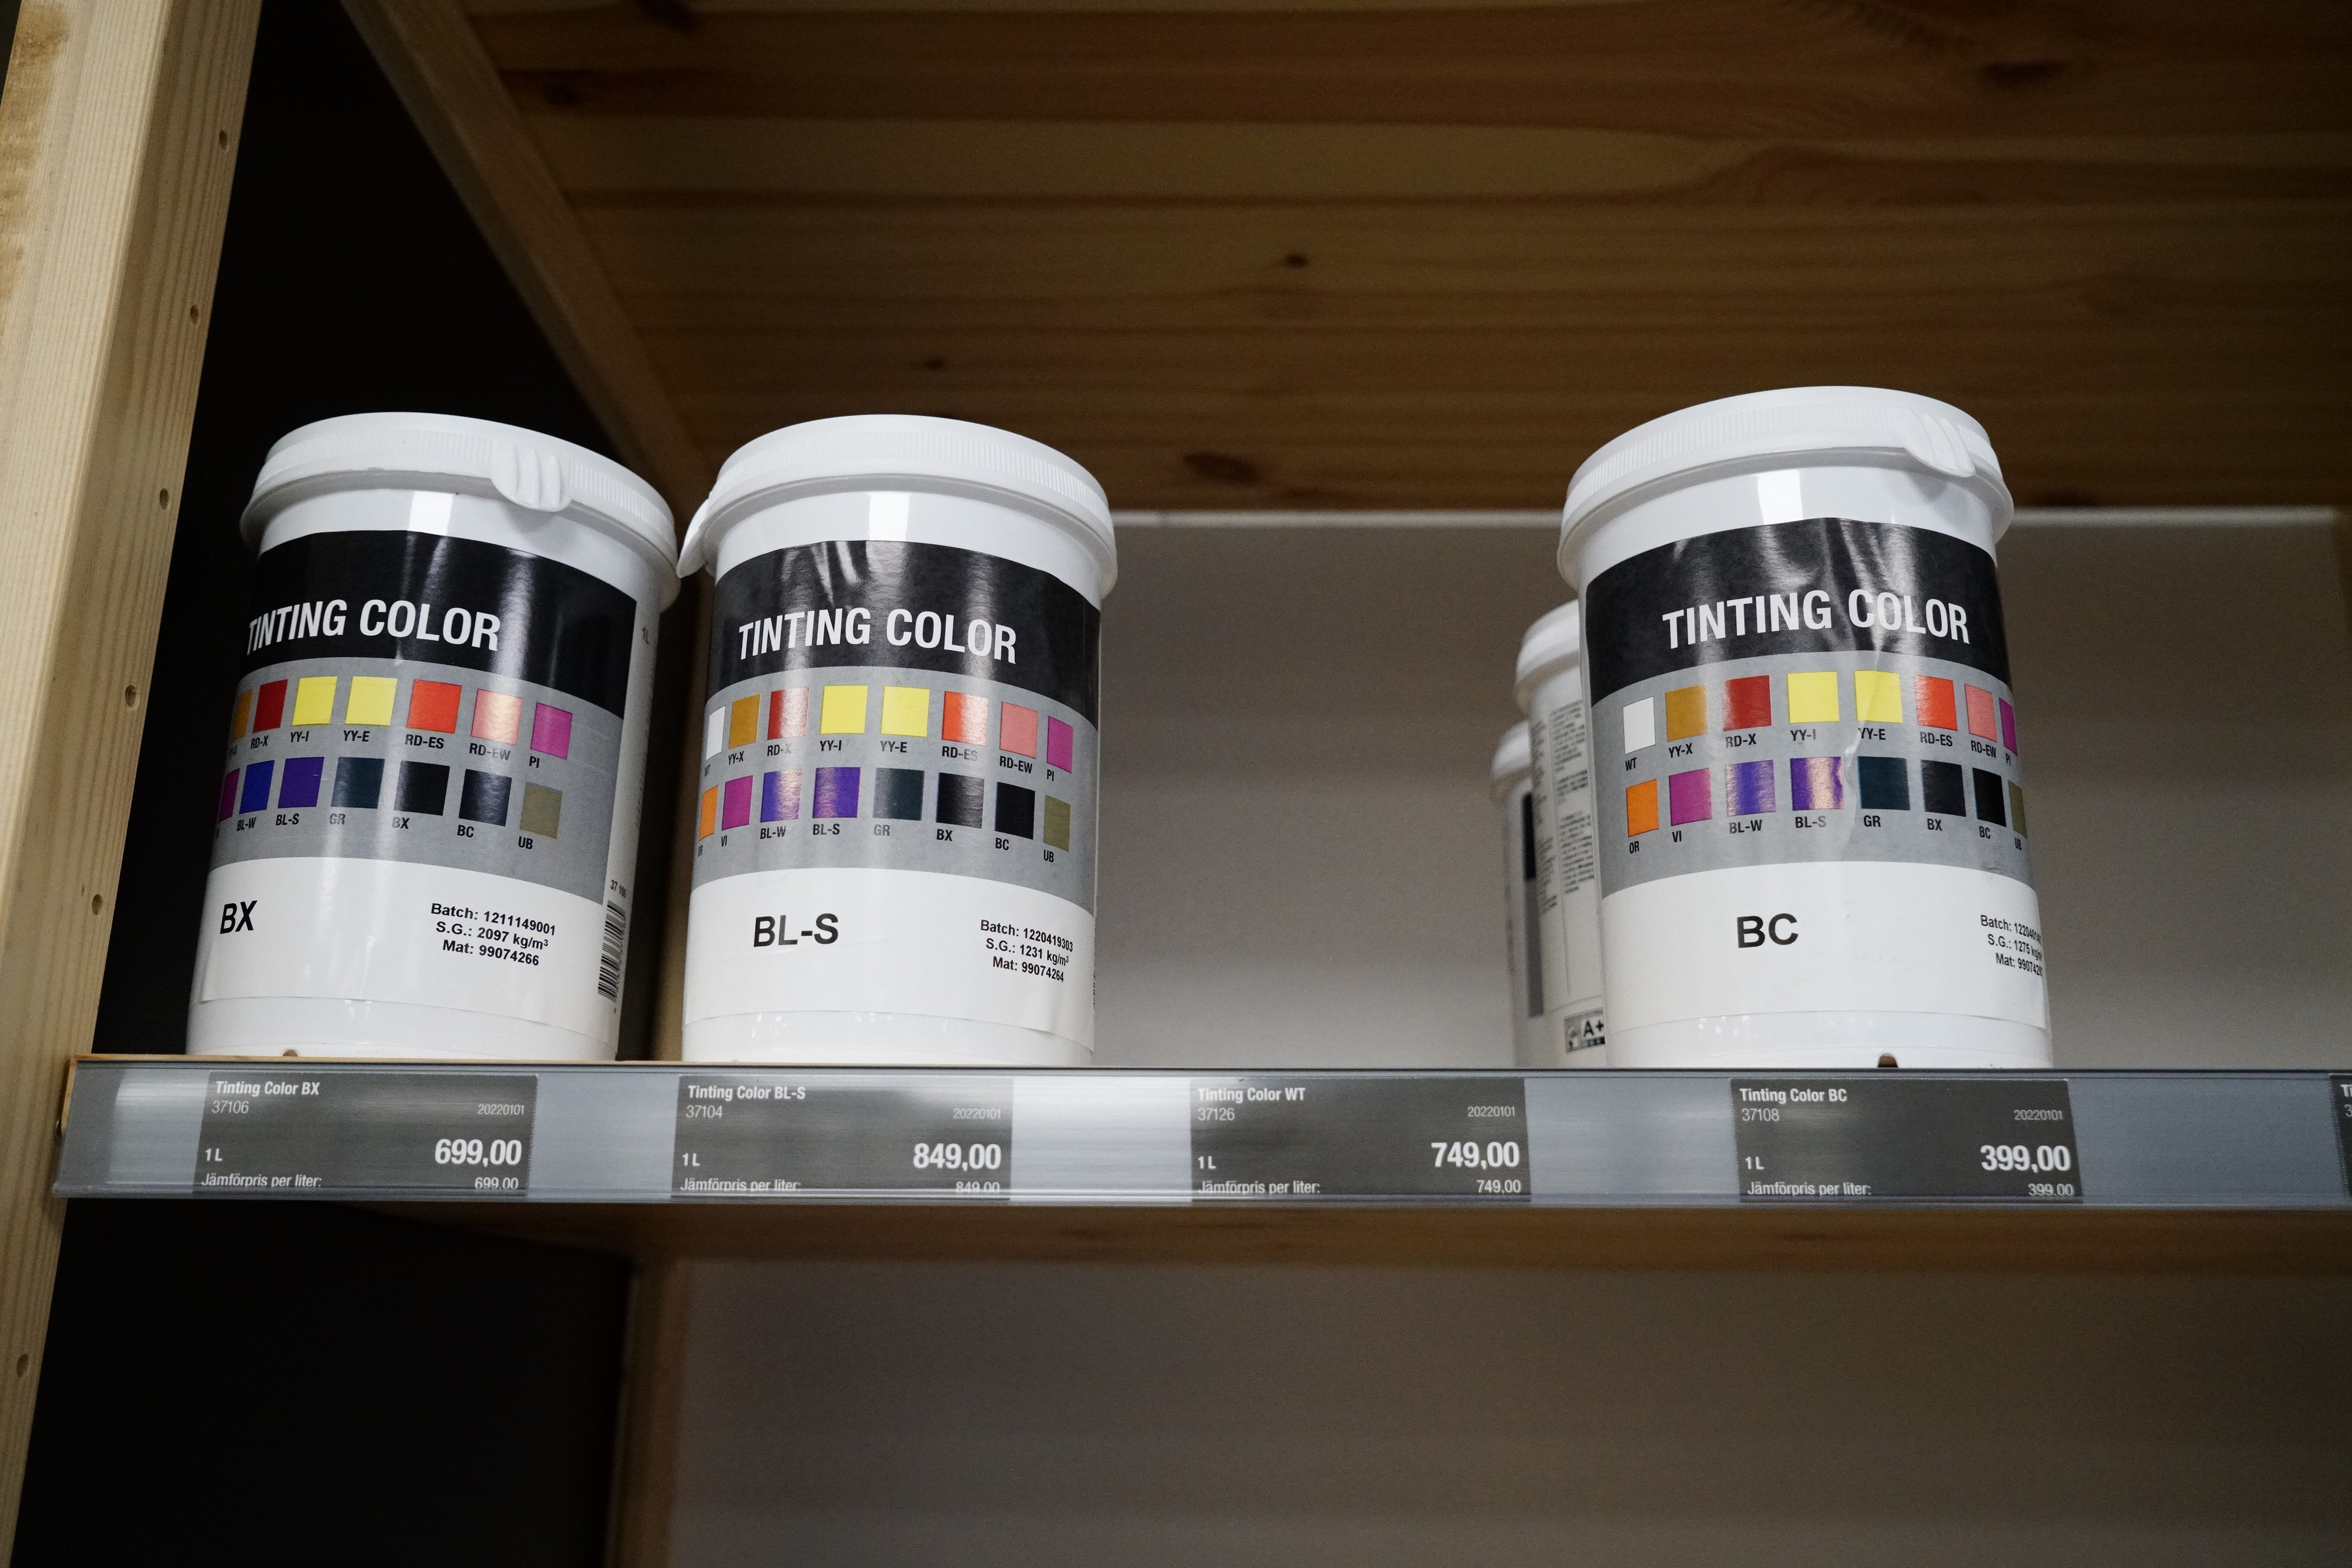 TINTING COLOR
RD-X YY-I YY-E RD-ES RD-EW PI
BL-W BL-S GR BX BC UB
BX
Batch: 1211149001
S.G.: 2097 kg/m³
Mat: 99074266
1 L
TINTING COLOR
WT YY-X RD-X YY-I YY-E RD-ES RD-EW PI
OR VI BL-W BL-S GR BX BC UB
BL-S
Batch: 1220419303
S.G.: 1231 kg/m³
Mat: 99074264
A+
TINTING COLOR
WT YY-X RD-X YY-I YY-E RD-ES RD-EW PI
OR VI BL-W BL-S GR BX BC UB
BC
Batch:
S.G.: 1275
Mat:
Tinting Color BX
37106 20220101
1 L 699,00
Jämförpris per liter: 699,00
Tinting Color BL-S
37104 20220101
1 L 849,00
Jämförpris per liter: 849,00
Tinting Color WT
37126 20220101
1 L 749,00
Jämförpris per liter: 749,00
Tinting Color BC
37108 20220101
1 L 399,00
Jämförpris per liter: 399,00